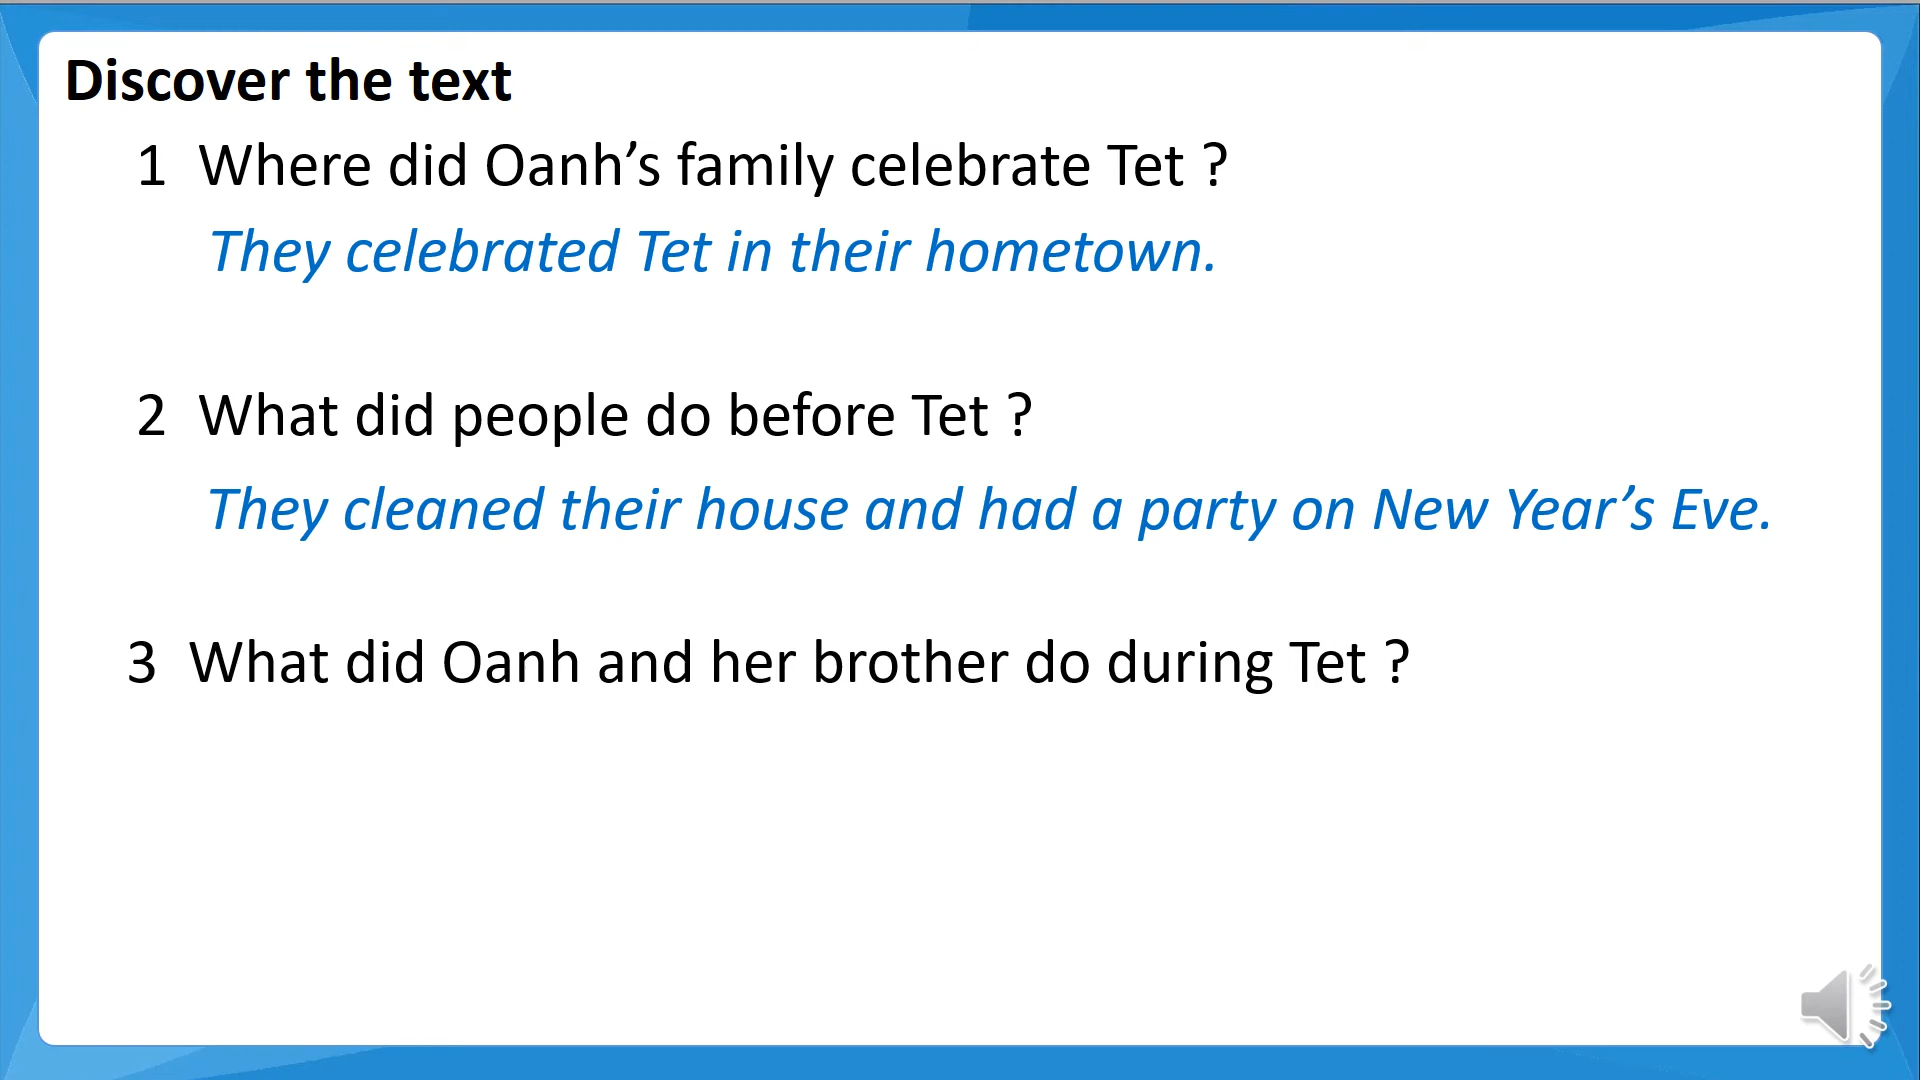 Discover the text
1 Where did Oanh’s family celebrate Tet ?
They celebrated Tet in their hometown.
2 What did people do before Tet ?
They cleaned their house and had a party on New Year’s Eve.
3 What did Oanh and her brother do during Tet ?